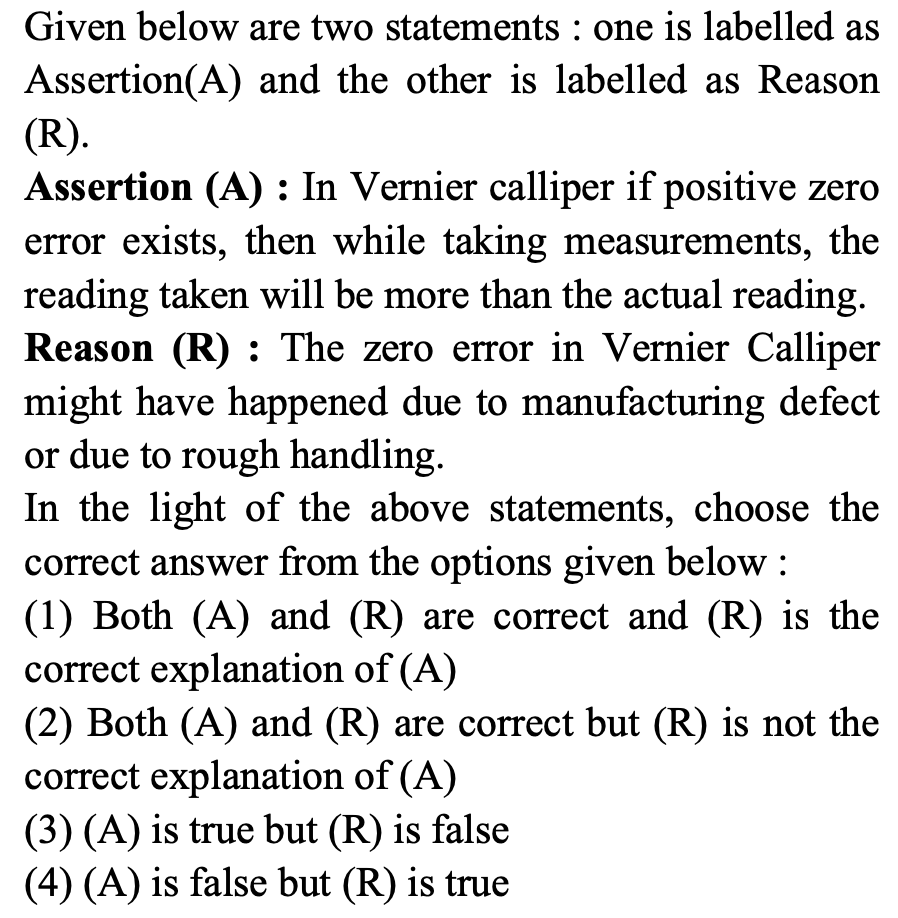 Given below are two statements : one is labelled as
Assertion(A) and the other is labelled as Reason
(R).
Assertion (A) : In Vernier calliper if positive zero
error exists, then while taking measurements, the
reading taken will be more than the actual reading.
Reason (R) : The zero error in Vernier Calliper
might have happened due to manufacturing defect
or due to rough handling.
In the light of the above statements, choose the
correct answer from the options given below :
(1) Both (A) and (R) are correct and (R) is the
correct explanation of (A)
(2) Both (A) and (R) are correct but (R) is not the
correct explanation of (A)
(3) (A) is true but (R) is false
(4) (A) is false but (R) is true